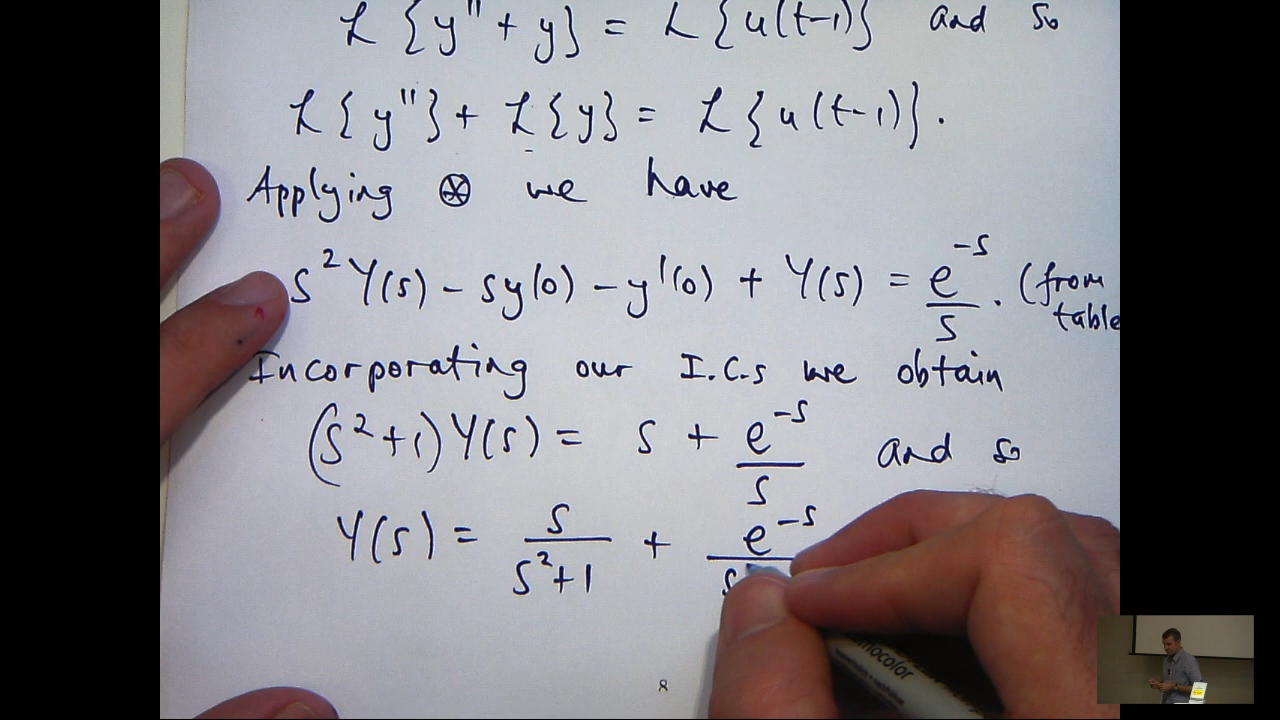 ℒ{y'' + y} = ℒ{u(t-1)} and so
ℒ{y''} + ℒ{y} = ℒ{u(t-1)}.
Applying ⊛ we have
s²Y(s) - sy(0) - y'(0) + Y(s) = e^{-s}/s. (from table
Incorporating our I.C.s we obtain
(s²+1)Y(s) = s + e^{-s}/s and so
Y(s) = s/(s²+1) + e^{-s}/s
8